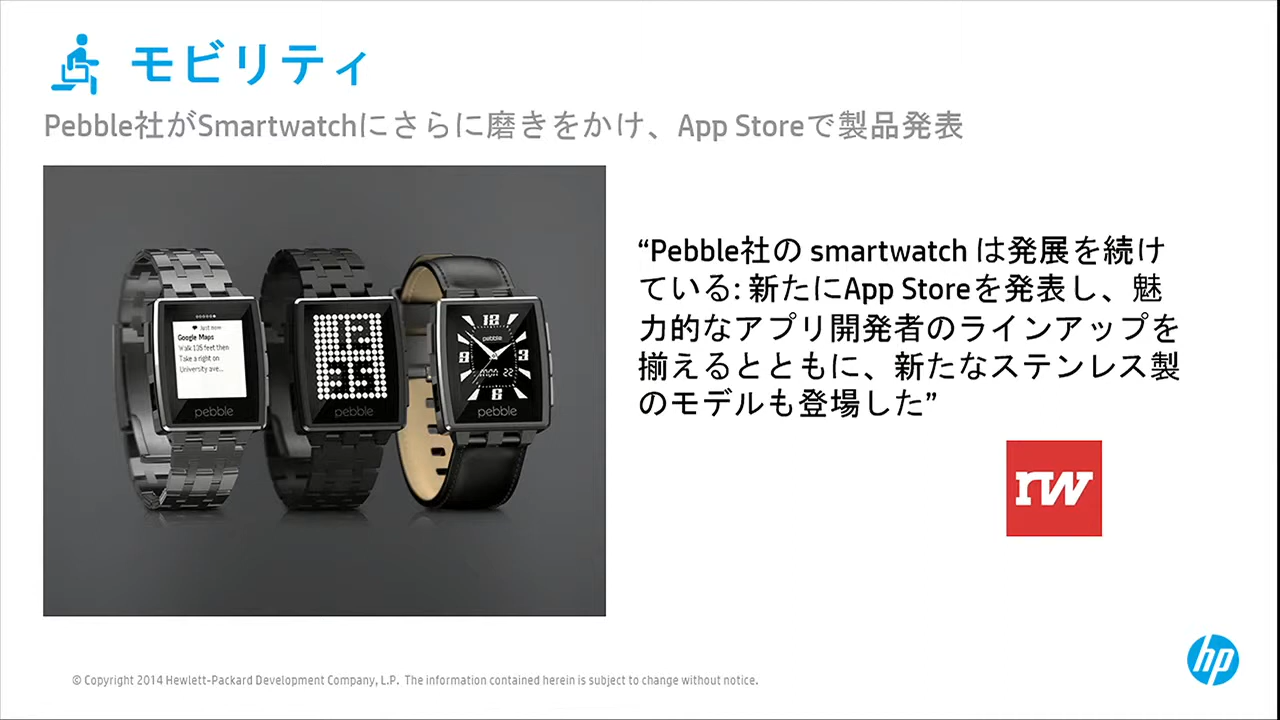 モビリティ
Pebble社がSmartwatchにさらに磨きをかけ、App Storeで製品発表
Just now
Google Maps
Walk 135 feet then
Take a right on
University ave...
pebble
pebble
12
pebble
3
9
mon 22
6
pebble
“Pebble社の smartwatch は発展を続け
ている: 新たにApp Storeを発表し、魅
力的なアプリ開発者のラインアップを
揃えるとともに、新たなステンレス製
のモデルも登場した”
rw
hp
© Copyright 2014 Hewlett-Packard Development Company, L.P. The information contained herein is subject to change without notice.